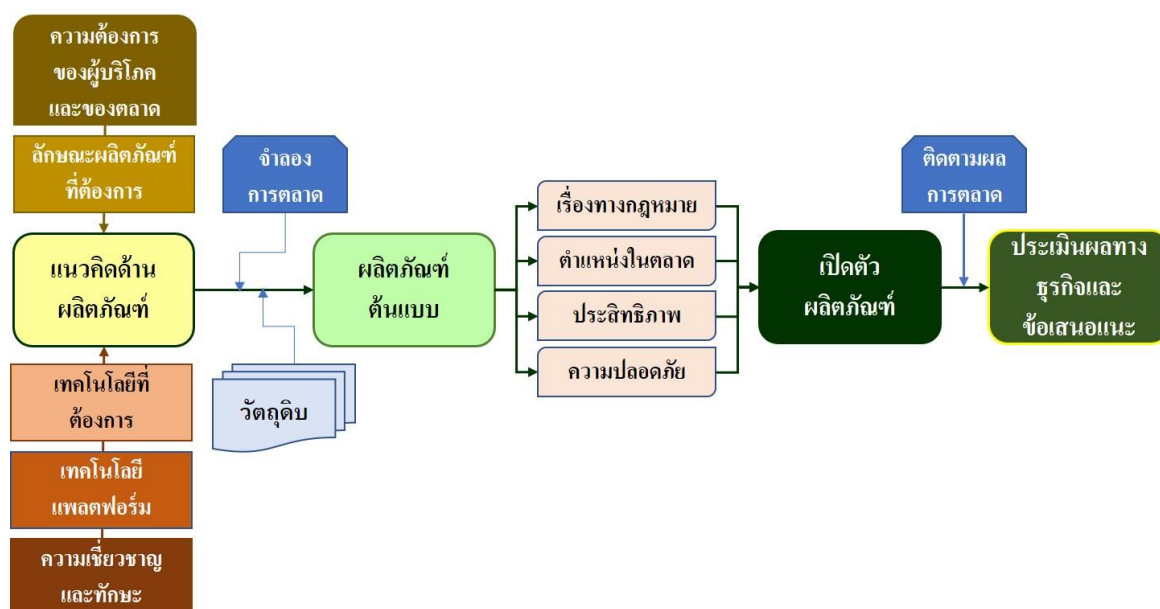 ความต้องการ
ของผู้บริโภค
และของตลาด
ลักษณะผลิตภัณฑ์
ที่ต้องการ
แนวคิดด้าน
ผลิตภัณฑ์
เทคโนโลยีที่
ต้องการ
เทคโนโลยี
แพลตฟอร์ม
ความเชี่ยวชาญ
และทักษะ
จำลอง
การตลาด
วัตถุดิบ
ผลิตภัณฑ์
ต้นแบบ
เรื่องทางกฎหมาย
ตำแหน่งในตลาด
ประสิทธิภาพ
ความปลอดภัย
เปิดตัว
ผลิตภัณฑ์
ติดตามผล
การตลาด
ประเมินผลทาง
ธุรกิจและ
ข้อเสนอแนะ